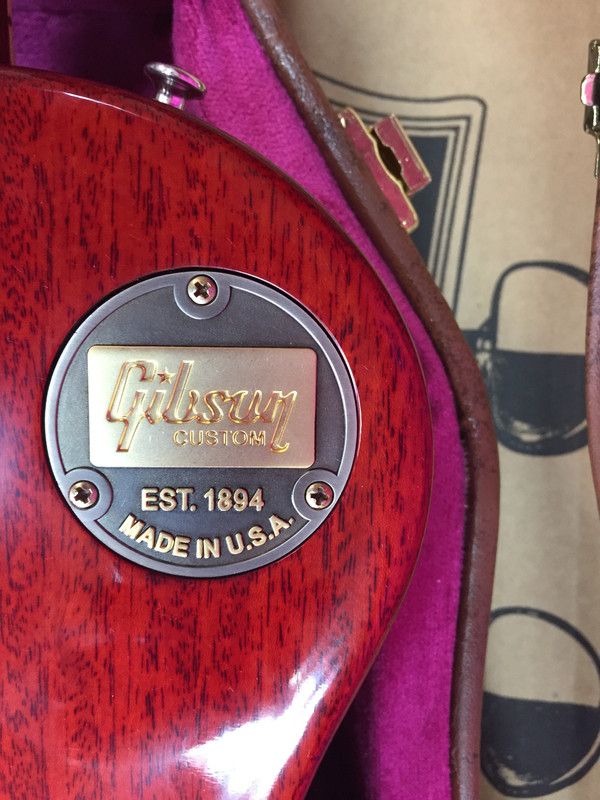 Gibson
CUSTOM
EST. 1894
MADE IN U.S.A.